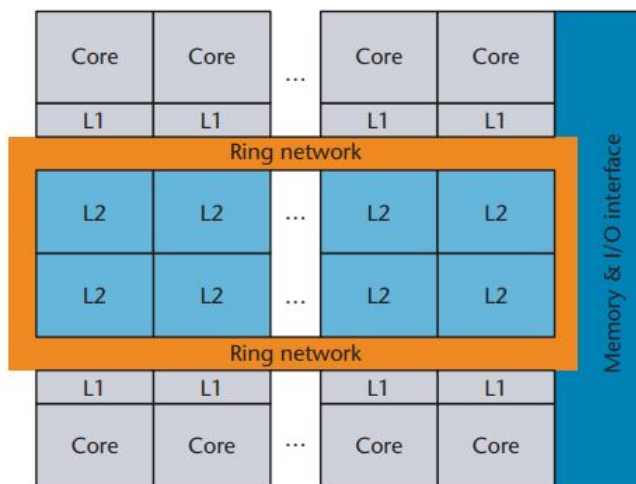 Core Core ... Core Core
L1 L1 L1 L1
Ring network
L2 L2 ... L2 L2
L2 L2 ... L2 L2
Ring network
L1 L1 L1 L1
Core Core ... Core Core
Memory & I/O interface